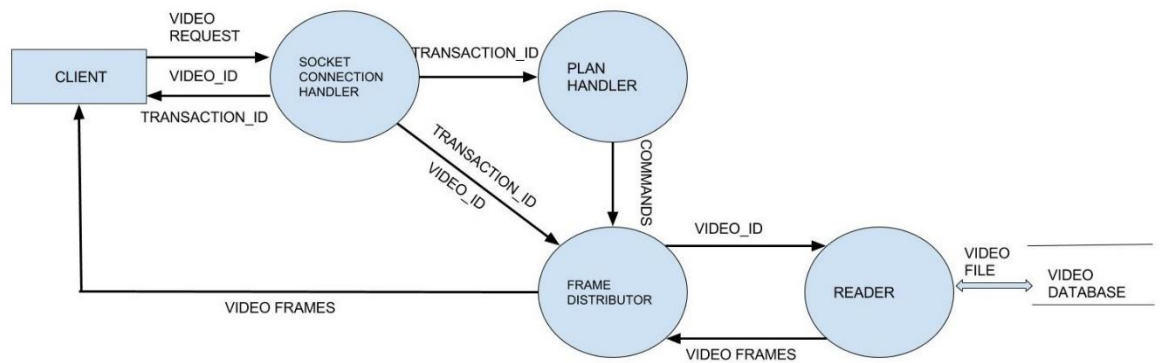 VIDEO
REQUEST
CLIENT
VIDEO_ID
TRANSACTION_ID
SOCKET
CONNECTION
HANDLER
TRANSACTION_ID
PLAN
HANDLER
TRANSACTION_ID
VIDEO_ID
COMMANDS
VIDEO_ID
FRAME
DISTRIBUTOR
READER
VIDEO
FILE
VIDEO
DATABASE
VIDEO FRAMES
VIDEO FRAMES